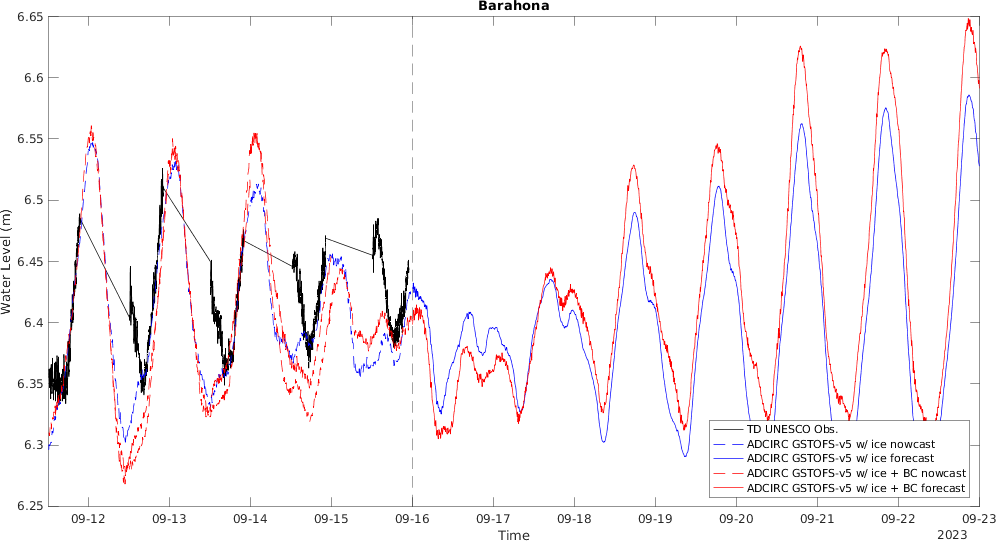 Barahona
6.65
6.6
6.55
6.5
6.45
6.4
6.35
6.3
6.25
Water Level (m)
09-12
09-13
09-14
09-15
09-16
09-17
09-18
09-19
09-20
09-21
09-22
09-23
Time
2023
TD UNESCO Obs.
ADCIRC GSTOFS-v5 w/ ice nowcast
ADCIRC GSTOFS-v5 w/ ice forecast
ADCIRC GSTOFS-v5 w/ ice + BC nowcast
ADCIRC GSTOFS-v5 w/ ice + BC forecast